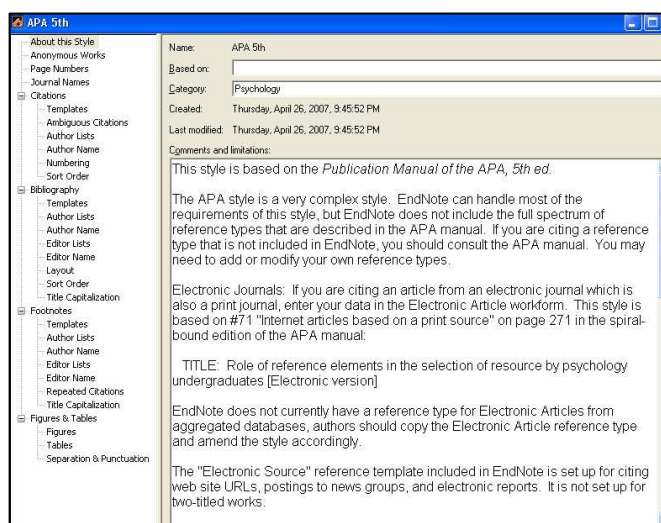 APA 5th
About this Style
Anonymous Works
Page Numbers
Journal Names
Citations
Templates
Ambiguous Citations
Author Lists
Author Name
Numbering
Sort Order
Bibliography
Templates
Author Lists
Author Name
Editor Lists
Editor Name
Layout
Sort Order
Title Capitalization
Footnotes
Templates
Author Lists
Author Name
Editor Lists
Editor Name
Repeated Citations
Title Capitalization
Figures & Tables
Figures
Tables
Separation & Punctuation
Name: APA 5th
Based on:
Category: Psychology
Created: Thursday, April 26, 2007, 9:45:52 PM
Last modified: Thursday, April 26, 2007, 9:45:52 PM
Comments and limitations:
This style is based on the Publication Manual of the APA, 5th ed.
The APA style is a very complex style. EndNote can handle most of the
requirements of this style, but EndNote does not include the full spectrum of
reference types that are described in the APA manual. If you are citing a reference
type that is not included in EndNote, you should consult the APA manual. You may
need to add or modify your own reference types.
Electronic Journals: If you are citing an article from an electronic journal which is
also a print journal, enter your data in the Electronic Article workform. This style is
based on #71 "Internet articles based on a print source" on page 271 in the spiral-
bound edition of the APA manual:
TITLE: Role of reference elements in the selection of resource by psychology
undergraduates [Electronic version]
EndNote does not currently have a reference type for Electronic Articles from
aggregated databases, authors should copy the Electronic Article reference type
and amend the style accordingly.
The "Electronic Source" reference template included in EndNote is set up for citing
web site URLs, postings to news groups, and electronic reports. It is not set up for
two-titled works.